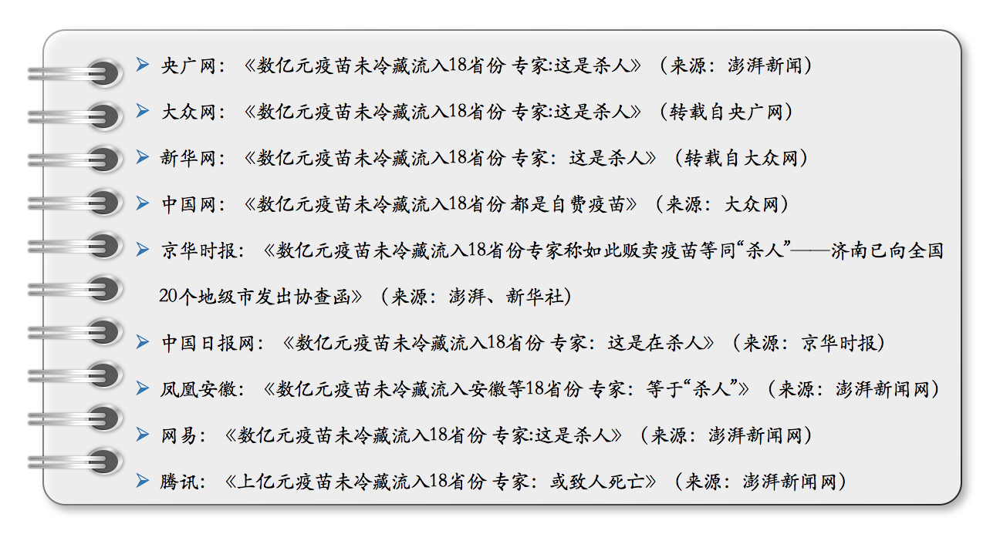 央广网：《数亿元疫苗未冷藏流入18省份 专家:这是杀人》（来源：澎湃新闻）
大众网：《数亿元疫苗未冷藏流入18省份 专家:这是杀人》（转载自央广网）
新华网：《数亿元疫苗未冷藏流入18省份 专家：这是杀人》（转载自大众网）
中国网：《数亿元疫苗未冷藏流入18省份 都是自费疫苗》（来源：大众网）
京华时报：《数亿元疫苗未冷藏流入18省份专家称如此贩卖疫苗等同“杀人”——济南已向全国
20个地级市发出协查函》（来源：澎湃、新华社）
中国日报网：《数亿元疫苗未冷藏流入18省份 专家：这是在杀人》（来源：京华时报）
凤凰安徽：《数亿元疫苗未冷藏流入安徽等18省份 专家：等于“杀人”》（来源：澎湃新闻网）
网易：《数亿元疫苗未冷藏流入18省份 专家:这是杀人》（来源：澎湃新闻网）
腾讯：《上亿元疫苗未冷藏流入18省份 专家：或致人死亡》（来源：澎湃新闻网）